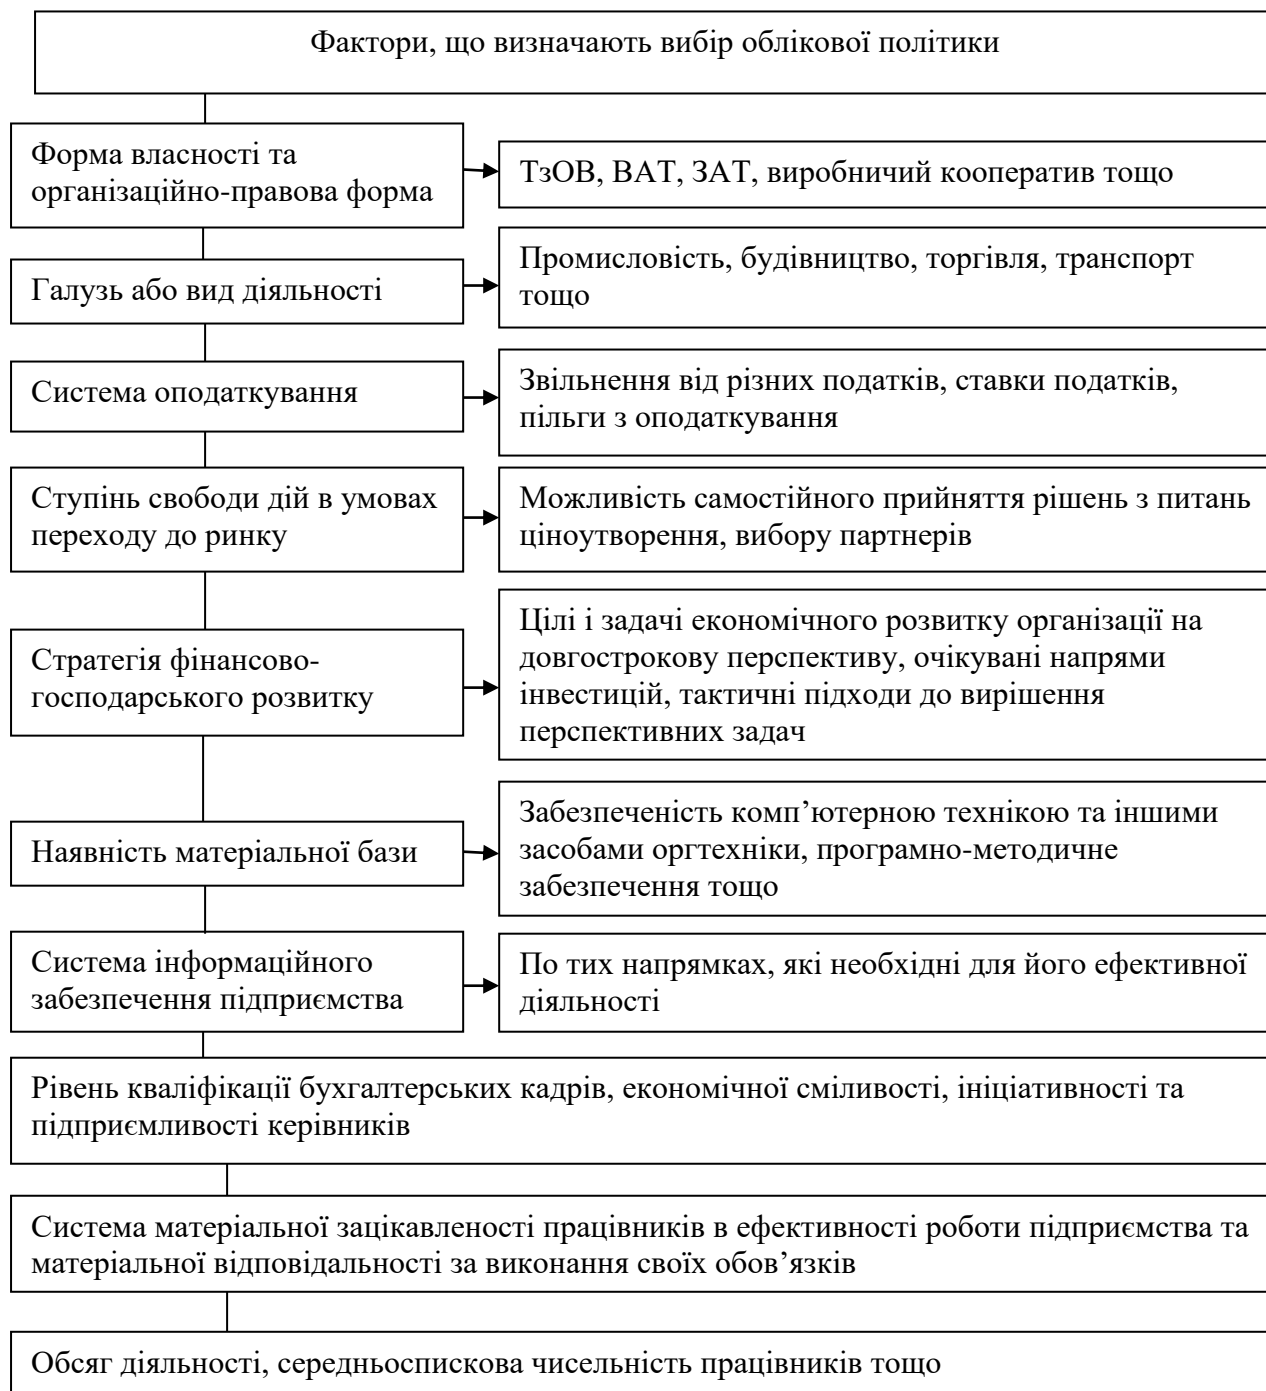 Фактори, що визначають вибір облікової політики
Форма власності та
організаційно-правова форма
ТзОВ, ВАТ, ЗАТ, виробничий кооператив тощо
Галузь або вид діяльності
Промисловість, будівництво, торгівля, транспорт
тощо
Система оподаткування
Звільнення від різних податків, ставки податків,
пільги з оподаткування
Ступінь свободи дій в умовах
переходу до ринку
Можливість самостійного прийняття рішень з питань
ціноутворення, вибору партнерів
Стратегія фінансово-
господарського розвитку
Цілі і задачі економічного розвитку організації на
довгострокову перспективу, очікувані напрями
інвестицій, тактичні підходи до вирішення
перспективних задач
Наявність матеріальної бази
Забезпеченість комп’ютерною технікою та іншими
засобами оргтехніки, програмно-методичне
забезпечення тощо
Система інформаційного
забезпечення підприємства
По тих напрямках, які необхідні для його ефективної
діяльності
Рівень кваліфікації бухгалтерських кадрів, економічної сміливості, ініціативності та
підприємливості керівників
Система матеріальної зацікавленості працівників в ефективності роботи підприємства та
матеріальної відповідальності за виконання своїх обов’язків
Обсяг діяльності, середньоспискова чисельність працівників тощо